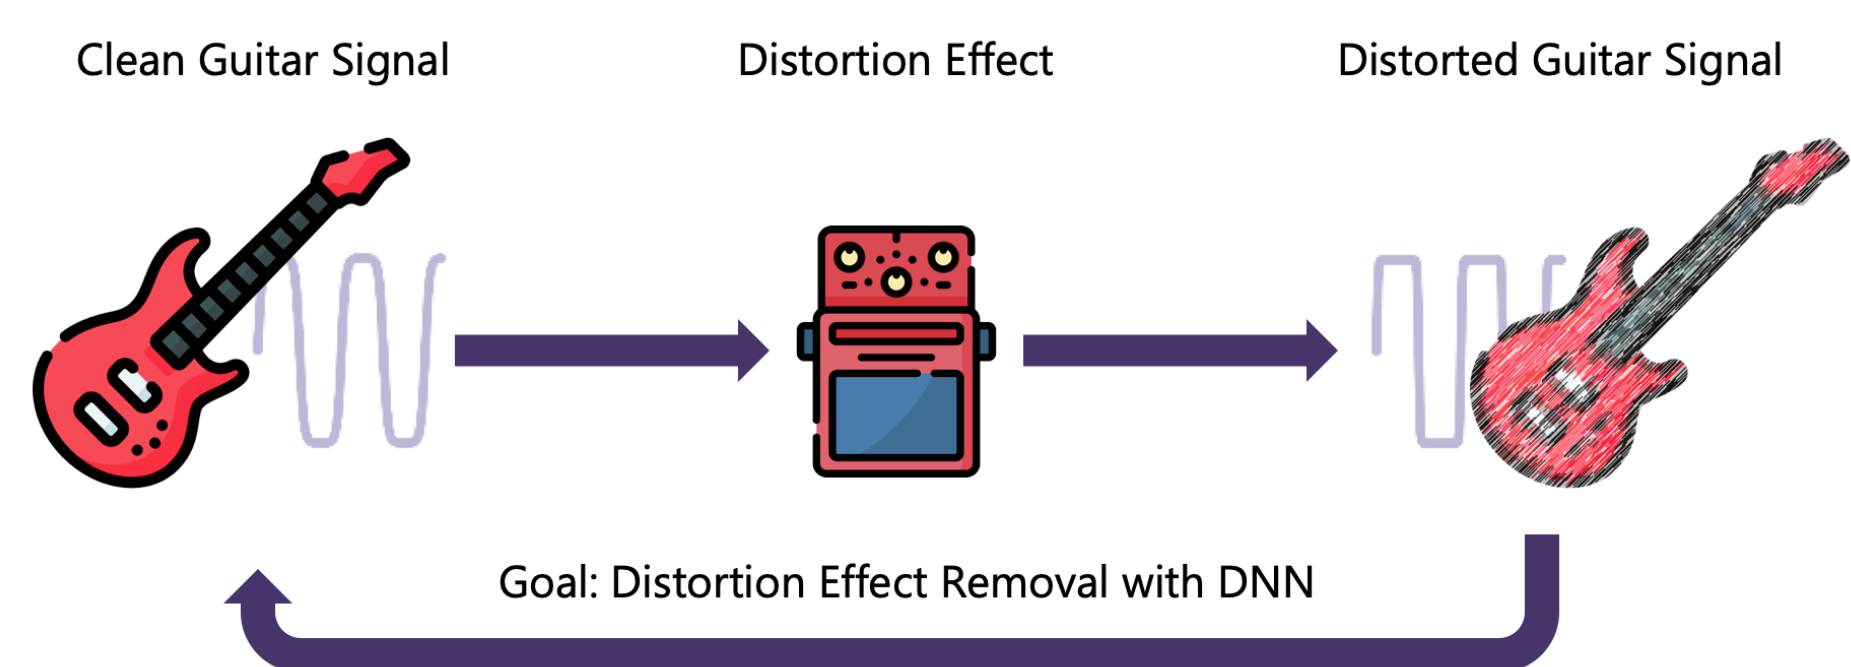 Clean Guitar Signal
Distortion Effect
Distorted Guitar Signal
Goal: Distortion Effect Removal with DNN